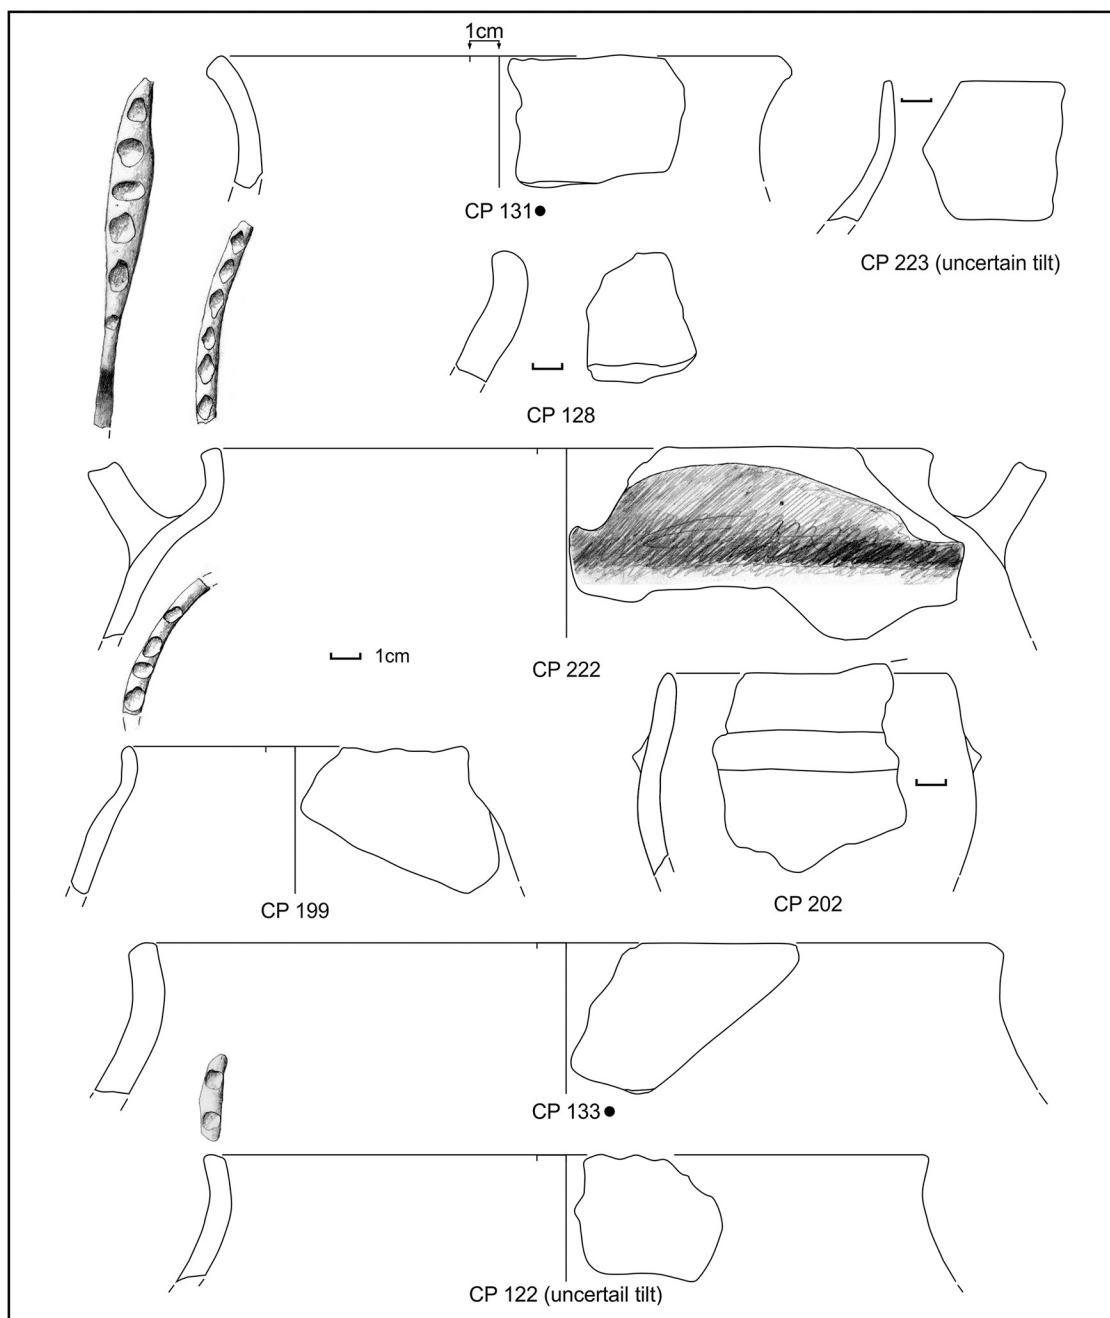 1cm
CP 131●
CP 223 (uncertain tilt)
CP 128
1cm
CP 222
CP 202
CP 199
CP 133●
CP 122 (uncertail tilt)